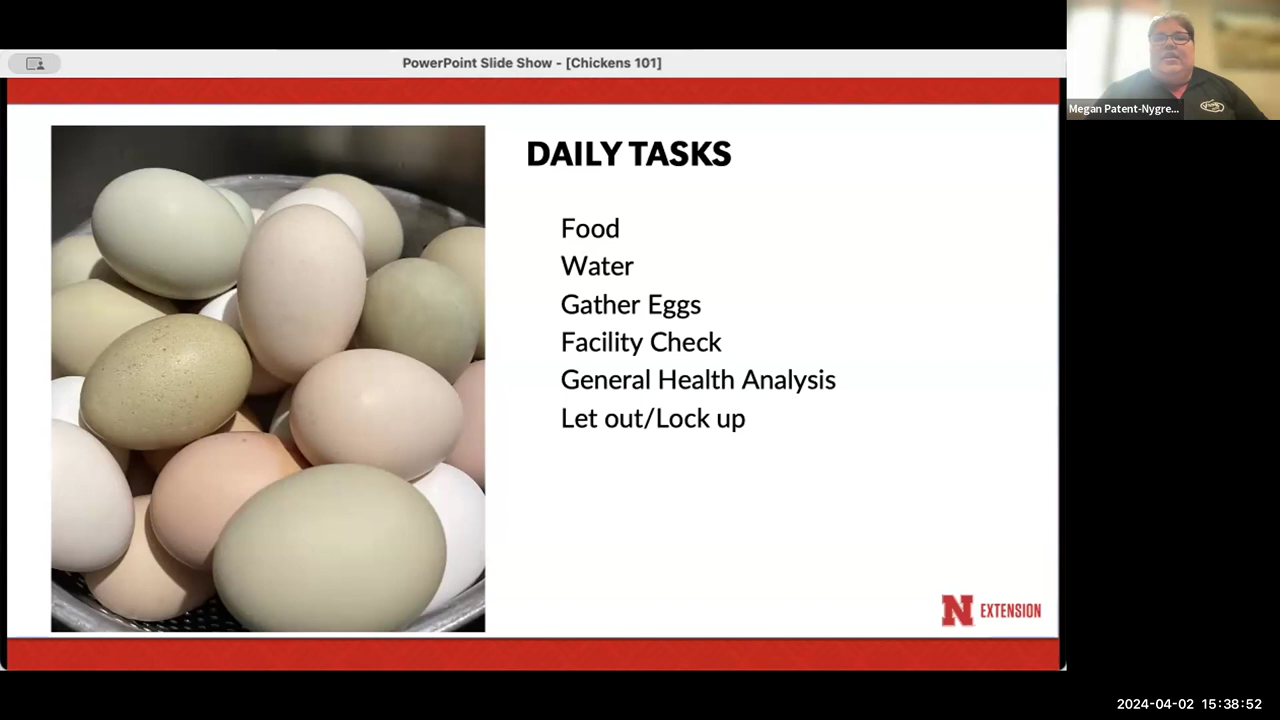 PowerPoint Slide Show - [Chickens 101]
Megan Patent-Nygre...
DAILY TASKS
Food
Water
Gather Eggs
Facility Check
General Health Analysis
Let out/Lock up
N EXTENSION
2024-04-02 15:38:52